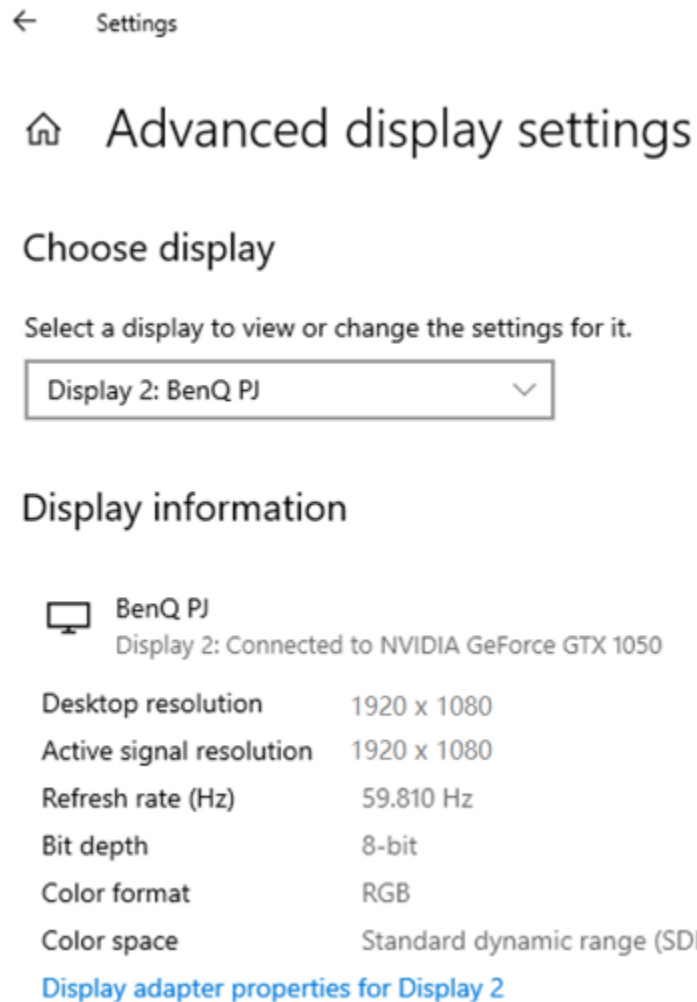 Settings
Advanced display settings
Choose display
Select a display to view or change the settings for it.
Display 2: BenQ PJ
Display information
BenQ PJ
Display 2: Connected to NVIDIA GeForce GTX 1050
Desktop resolution 1920 x 1080
Active signal resolution 1920 x 1080
Refresh rate (Hz) 59.810 Hz
Bit depth 8-bit
Color format RGB
Color space Standard dynamic range
Display adapter properties for Display 2